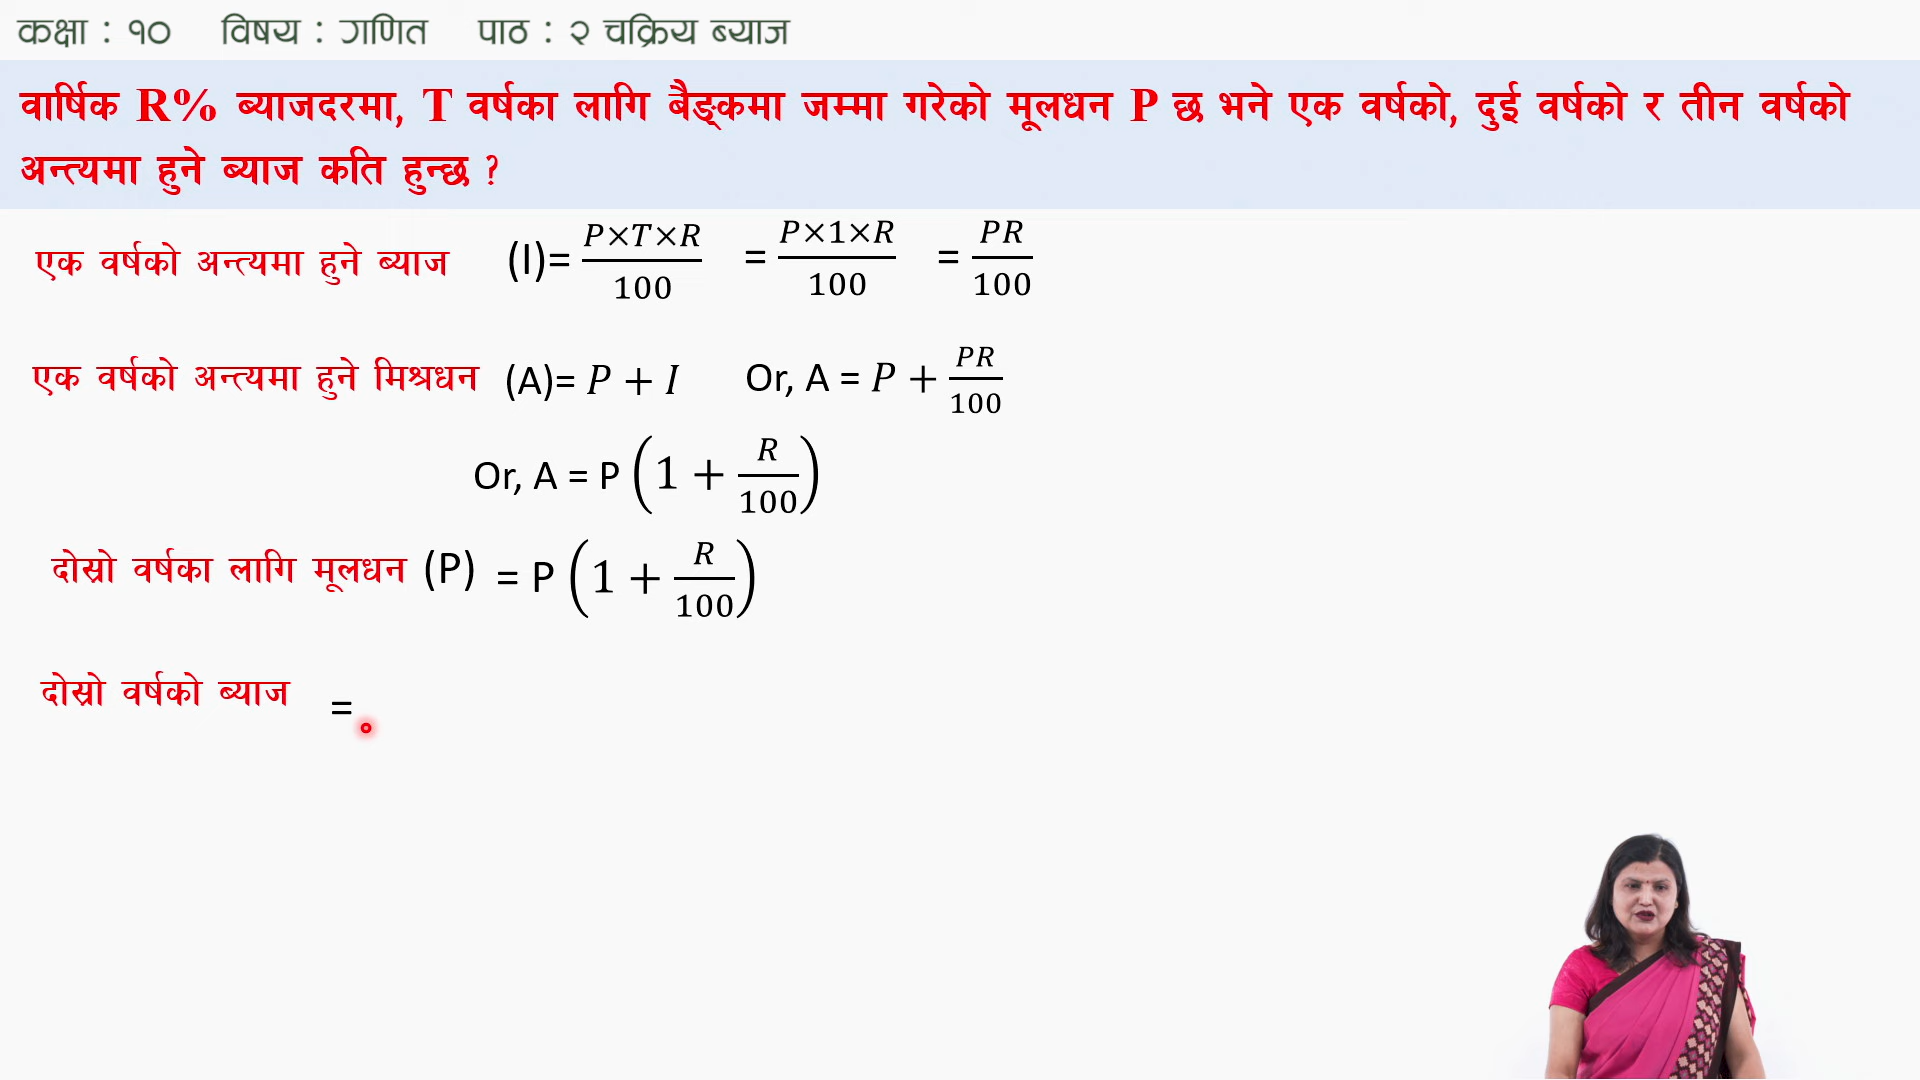 कक्षा : १० विषय : गणित पाठ : २ चक्रिय ब्याज
वार्षिक R% ब्याजदरमा, T वर्षका लागि बैङ्कमा जम्मा गरेको मूलधन P छ भने एक वर्षको, दुई वर्षको र तीन वर्षको
अन्त्यमा हुने ब्याज कति हुन्छ ?
एक वर्षको अन्त्यमा हुने ब्याज (I)= P×T×R/100 = P×1×R/100 = PR/100
एक वर्षको अन्त्यमा हुने मिश्रधन (A)= P + I Or, A = P + PR/100
Or, A = P (1 + R/100)
दोस्रो वर्षका लागि मूलधन (P) = P (1 + R/100)
दोस्रो वर्षको ब्याज =